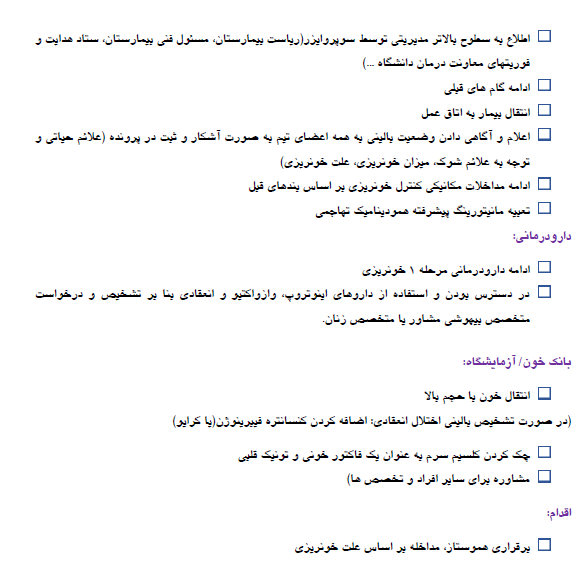 اطلاع به سطوح بالاتر مدیریتی توسط سوپروایزر(ریاست بیمارستان، مسئول فنی بیمارستان، ستاد هدایت و
فوریتهای معاونت درمان دانشگاه ...)
ادامه گام های قبلی
انتقال بیمار به اتاق عمل
اعلام و آگاهی دادن وضعیت بالینی به همه اعضای تیم به صورت آشکار و ثبت در پرونده (علائم حیاتی و
توجه به علائم شوک، میزان خونریزی، علت خونریزی)
ادامه مداخلات مکانیکی کنترل خونریزی بر اساس بندهای قبل
تعبیه مانیتورینگ پیشرفته همودینامیک تهاجمی
دارودرمانی:
ادامه دارودرمانی مرحله ۱ خونریزی
در دسترس بودن و استفاده از داروهای اینوتروپ، وازواکتیو و انعقادی بنا بر تشخیص و درخواست
متخصص بیهوشی مشاور یا متخصص زنان.
بانک خون/ آزمایشگاه:
انتقال خون با حجم بالا
(در صورت تشخیص بالینی اختلال انعقادی: اضافه کردن کنسانتره فیبرینوژن(یا کرایو)
چک کردن کلسیم سرم به عنوان یک فاکتور خونی و تونیک قلبی
مشاوره برای سایر افراد و تخصص ها)
اقدام:
برقراری هموستاز، مداخله بر اساس علت خونریزی